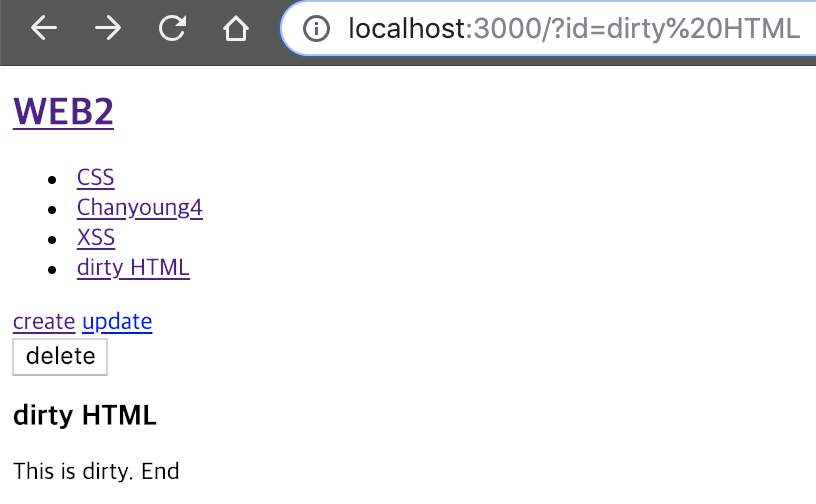 localhost:3000/?id=dirty%20HTML
WEB2
CSS
Chanyoung4
XSS
dirty HTML
create update
delete
dirty HTML
This is dirty. End